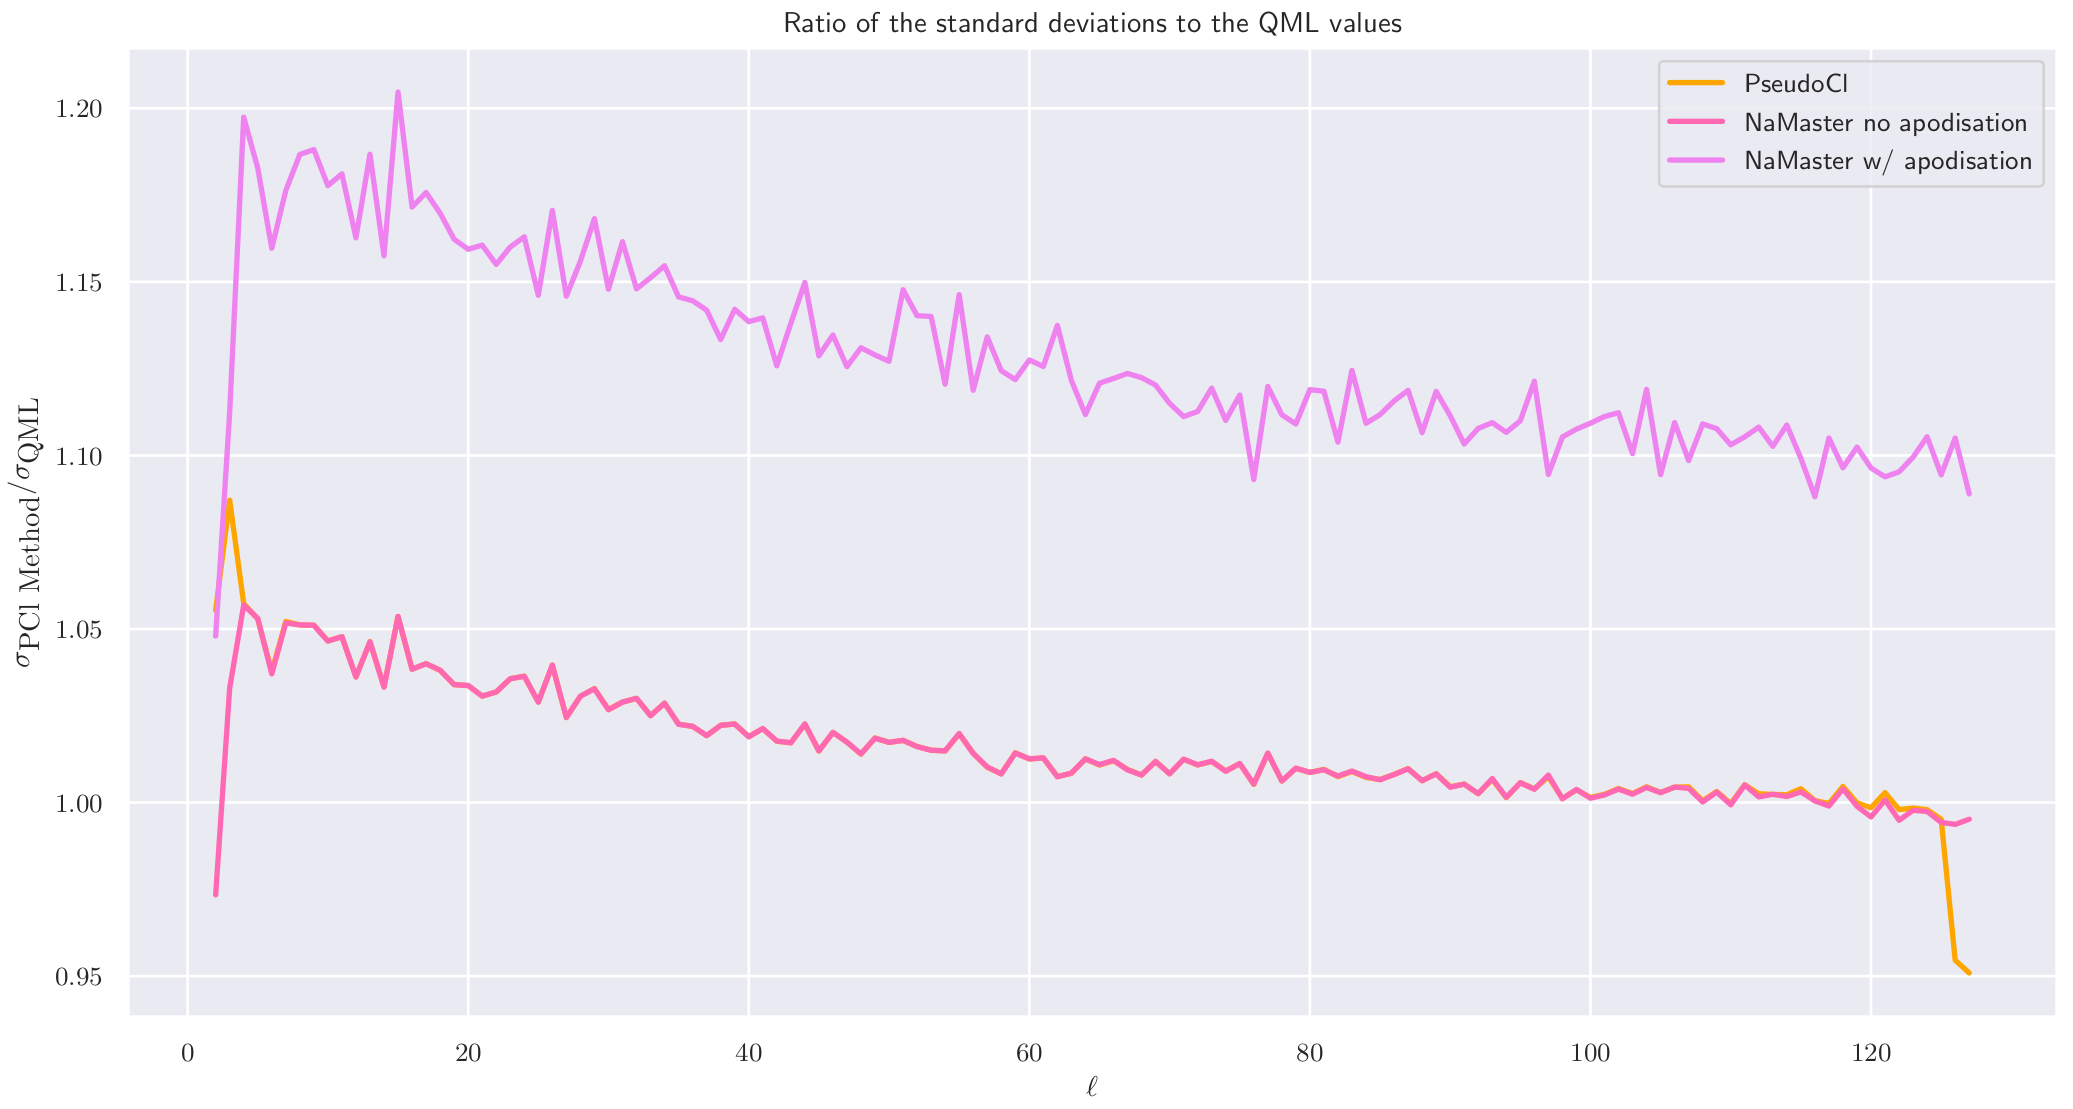 Ratio of the standard deviations to the QML values
PseudoCl
NaMaster no apodisation
NaMaster w/ apodisation
σPCl Method/σQML
1.20
1.15
1.10
1.05
1.00
0.95
0 20 40 60 80 100 120
ℓ